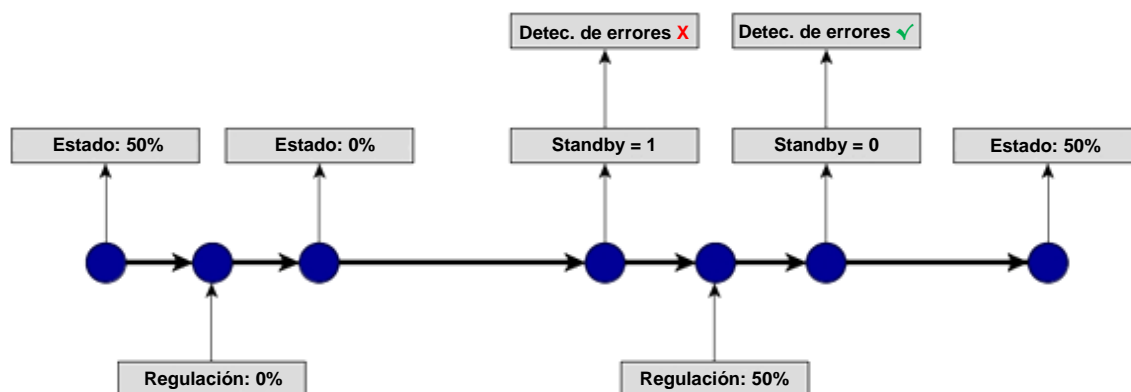 Detec. de errores X
Detec. de errores ✓
Estado: 50%
Estado: 0%
Standby = 1
Standby = 0
Estado: 50%
Regulación: 0%
Regulación: 50%